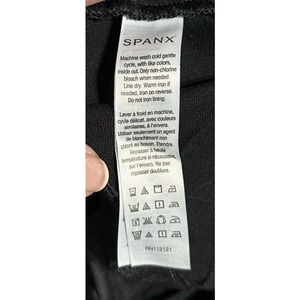 SPANX®
Machine wash cold gentle
cycle, with like colors,
inside out. Only non-chlorine
bleach when needed.
Line dry. Warm iron if
needed, iron on reverse.
Do not iron lining.
Laver à froid en machine,
cycle délicat, avec couleurs
similaires, à l'envers.
Utiliser seulement un agent
de blanchiment non chloré
au besoin. Étendre.
Repasser à haute
température si nécessaire,
sur l'envers. Ne pas
repasser la doublure.
RN112121